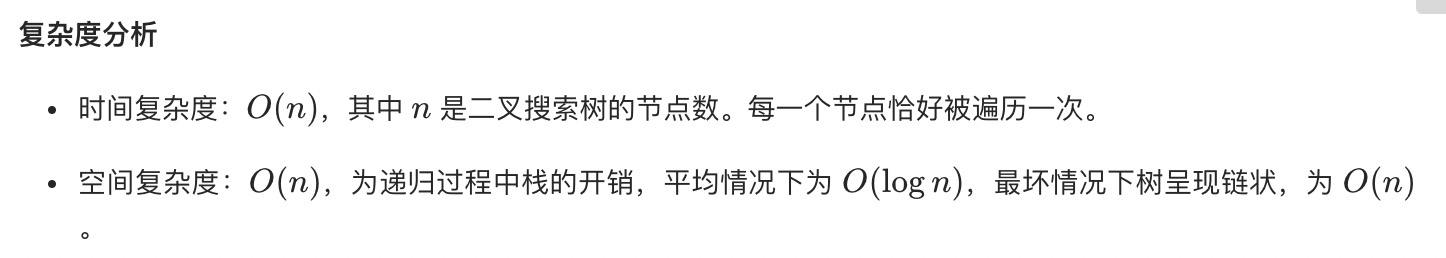 复杂度分析
• 时间复杂度：O(n)，其中 n 是二叉搜索树的节点数。每一个节点恰好被遍历一次。
• 空间复杂度：O(n)，为递归过程中栈的开销，平均情况下为 O(log n)，最坏情况下树呈现链状，为 O(n)
。